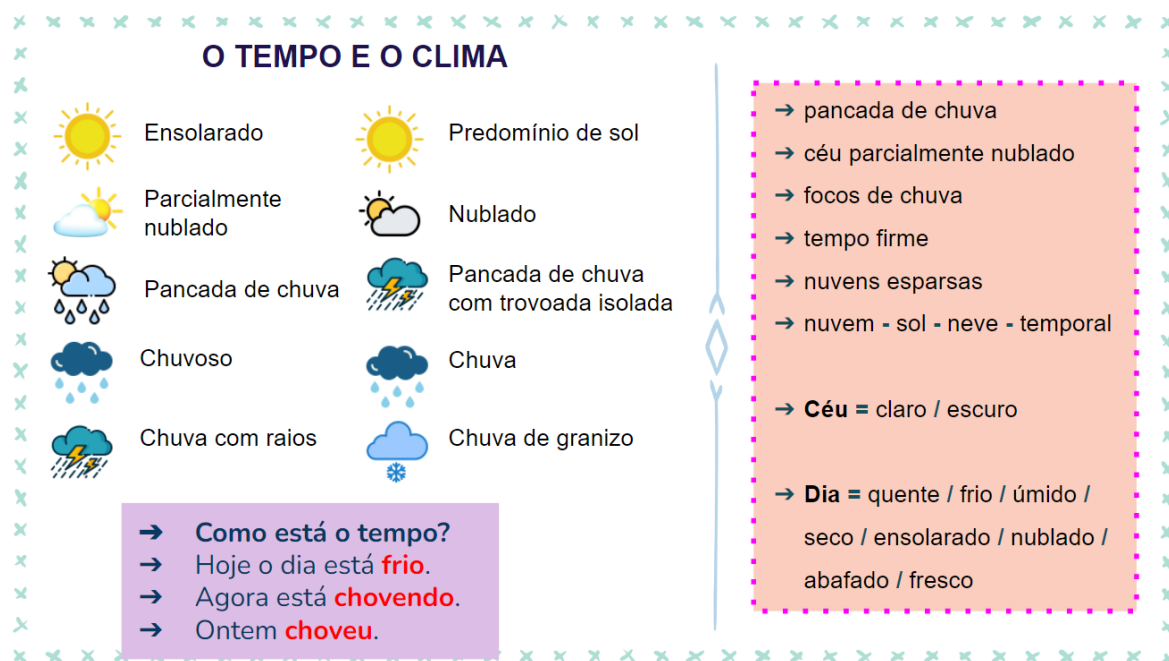 O TEMPO E O CLIMA
Ensolarado
Predomínio de sol
Parcialmente
nublado
Nublado
Pancada de chuva
Pancada de chuva
com trovoada isolada
Chuvoso
Chuva
Chuva com raios
Chuva de granizo
➔ Como está o tempo?
➔ Hoje o dia está frio.
➔ Agora está chovendo.
➔ Ontem choveu.
➔ pancada de chuva
➔ céu parcialmente nublado
➔ focos de chuva
➔ tempo firme
➔ nuvens esparsas
➔ nuvem - sol - neve - temporal
➔ Céu = claro / escuro
➔ Dia = quente / frio / úmido /
seco / ensolarado / nublado /
abafado / fresco